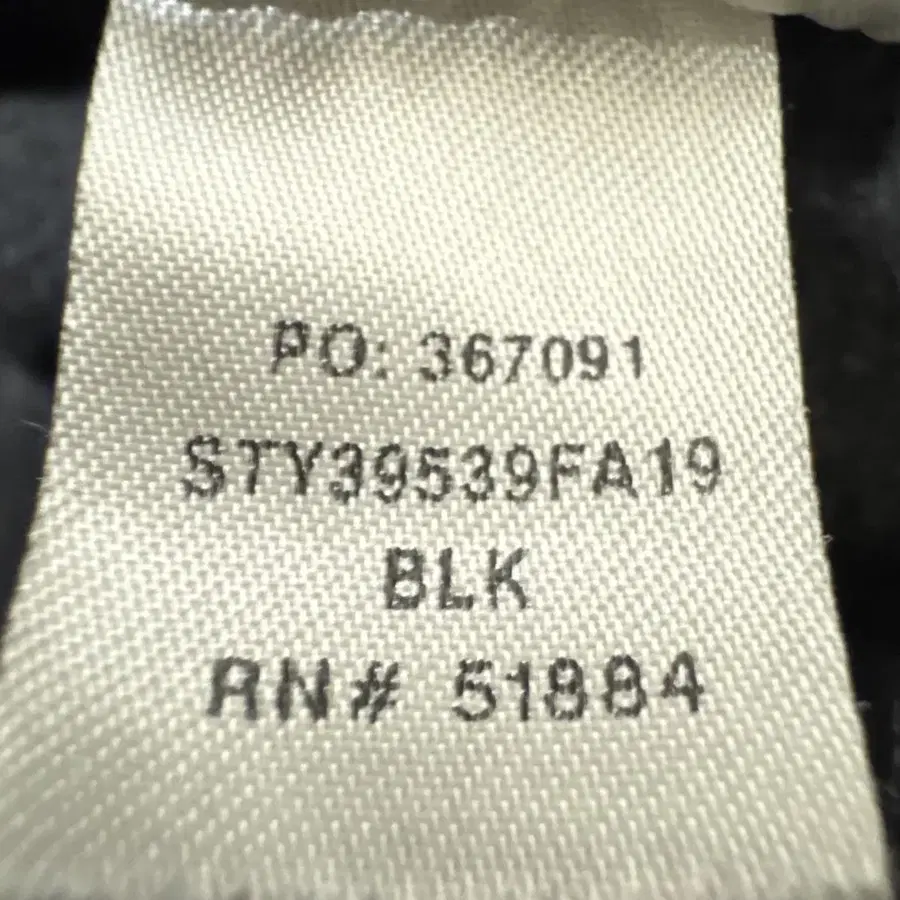 PO: 367091
STY39539FA19
BLK
RN# 51884